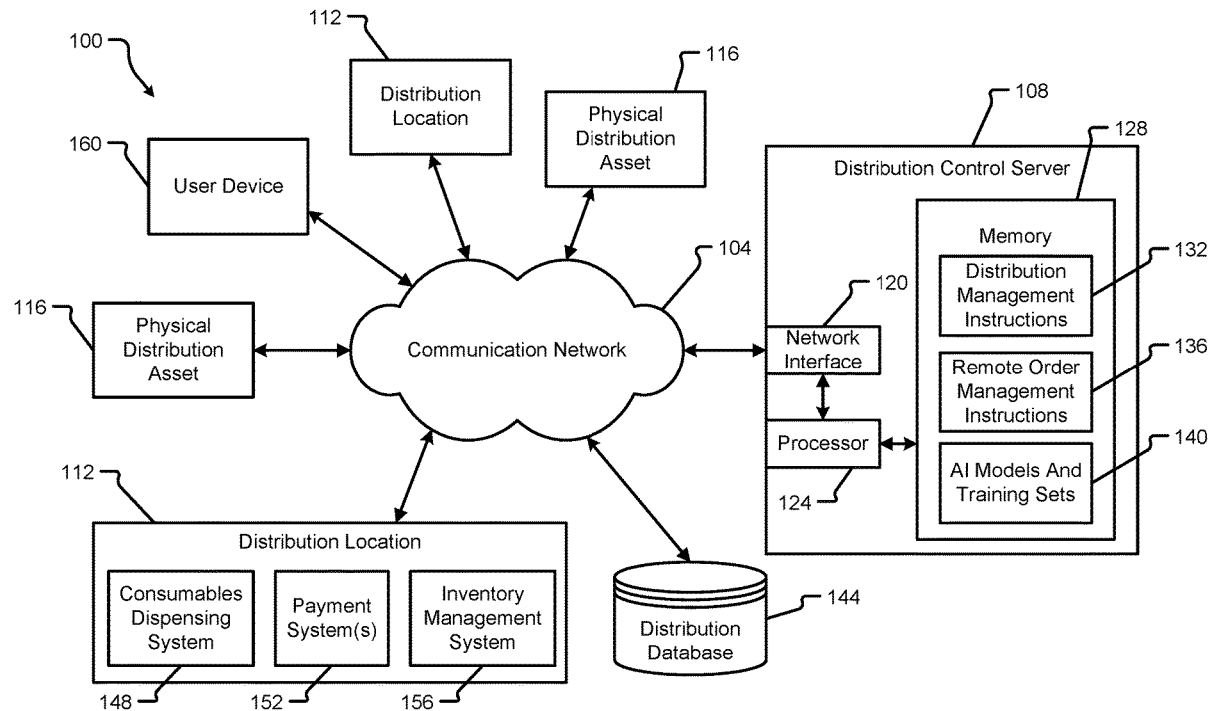 100
112
Distribution
Location
116
Physical
Distribution
Asset
160
User Device
108
Distribution Control Server
128
Memory
Distribution
Management
Instructions
132
104
120
Network
Interface
116
Physical
Distribution
Asset
Communication Network
Remote Order
Management
Instructions
136
Processor
124
AI Models And
Training Sets
140
112
Distribution Location
Consumables
Dispensing
System
Payment
System(s)
Inventory
Management
System
148
152
156
Distribution
Database
144